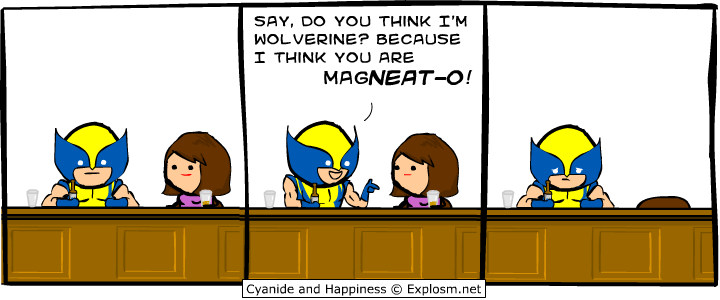 SAY, DO YOU THINK I'M
WOLVERINE? BECAUSE
I THINK YOU ARE
MAGNEAT-O!
Cyanide and Happiness © Explosm.net